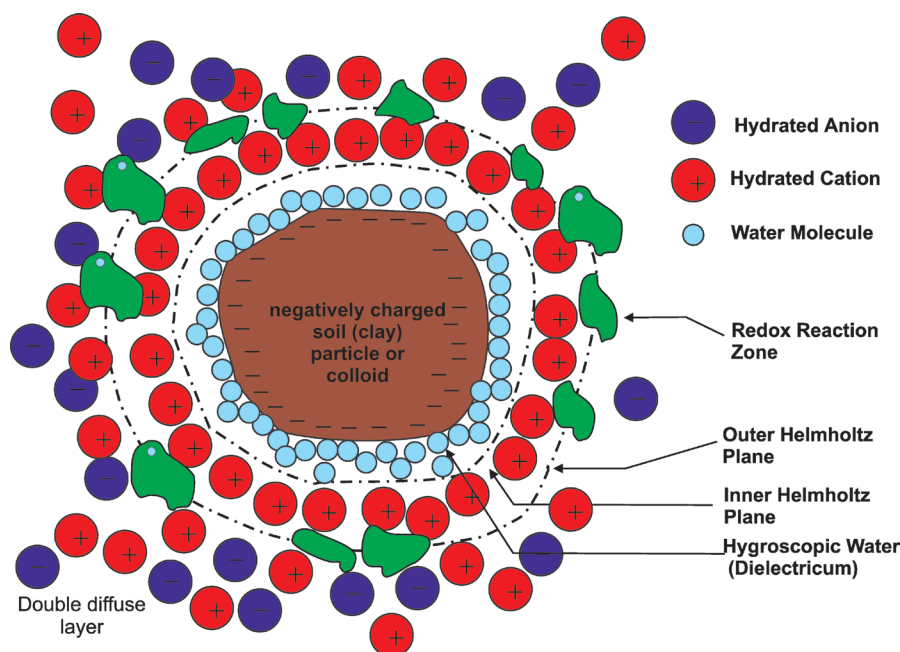 Hydrated Anion
Hydrated Cation
Water Molecule
negatively charged
soil (clay)
particle or
colloid
Redox Reaction
Zone
Outer Helmholtz
Plane
Inner Helmholtz
Plane
Hygroscopic Water
(Dielectricum)
Double diffuse
layer